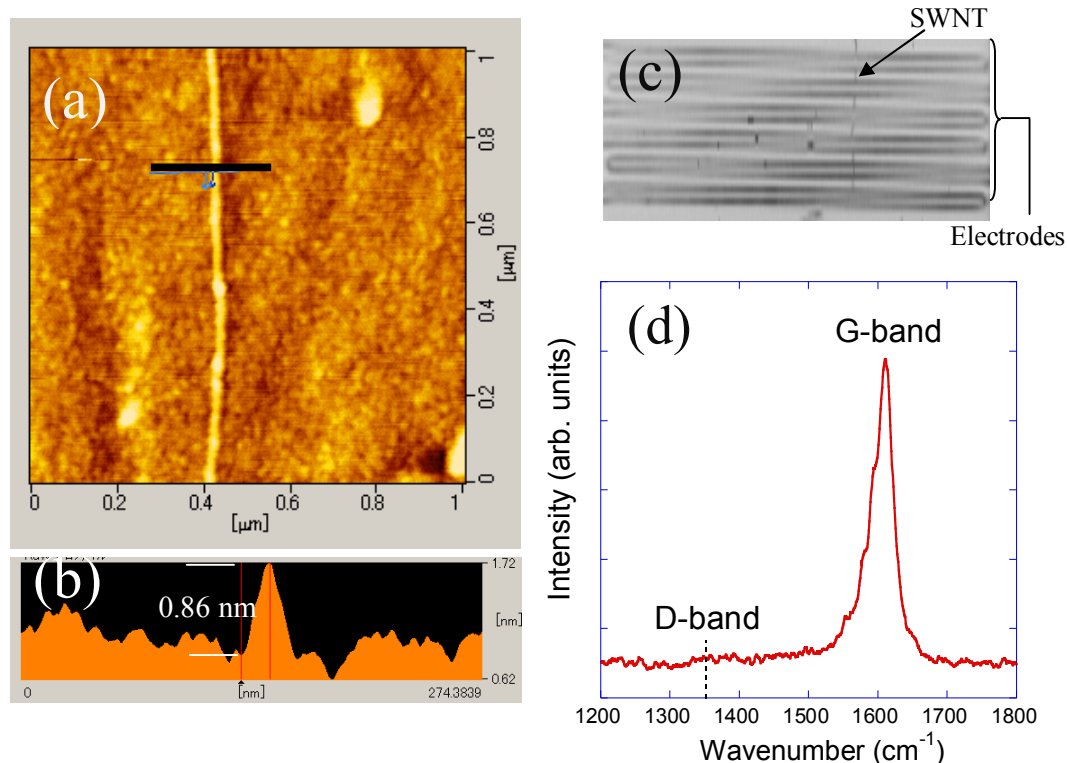 (a)
1
0.8
0.6
[μm]
0.4
0.2
0
0
0.2
0.4
0.6
0.8
1
[μm]
(b)
0.86 nm
1.72
[nm]
0.62
0
[nm]
274.3839
SWNT
(c)
Electrodes
(d)
G-band
D-band
Intensity (arb. units)
1200 1300 1400 1500 1600 1700 1800
Wavenumber (cm⁻¹)